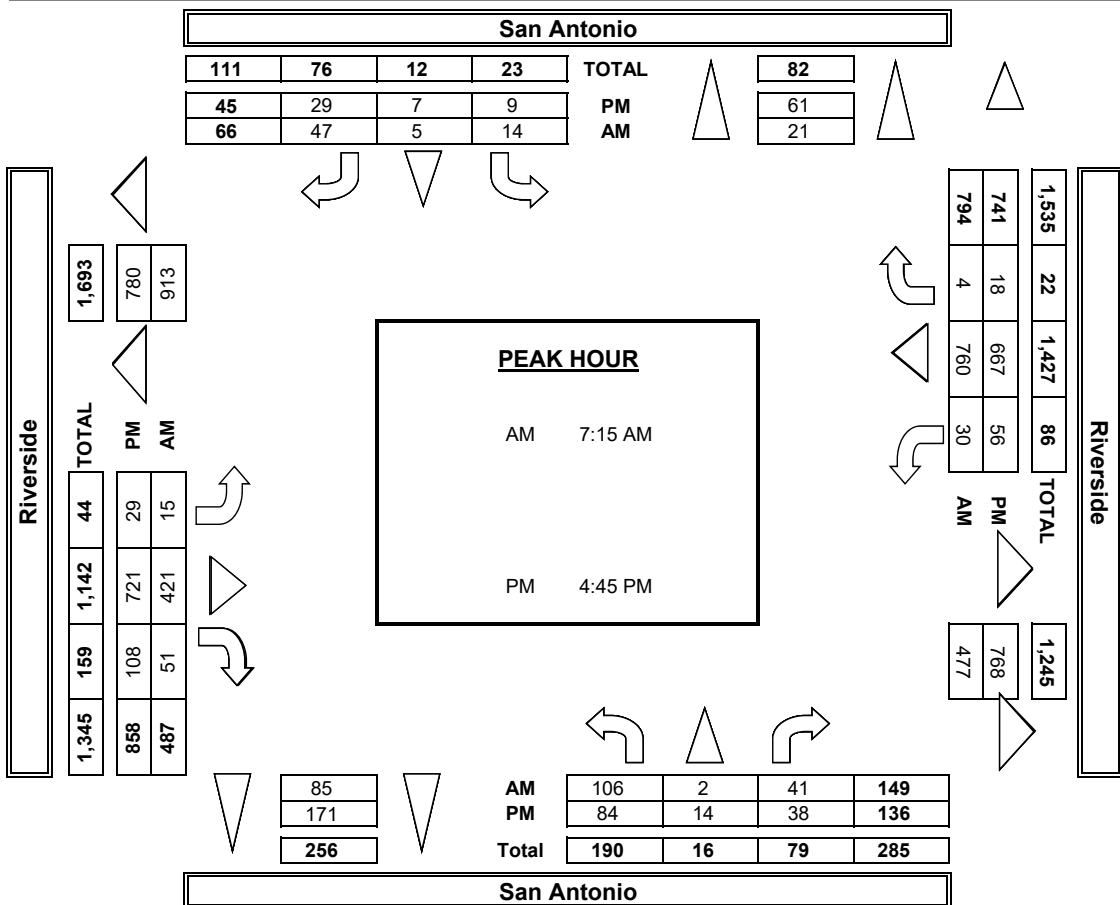 San Antonio
111 76 12 23 TOTAL 82
45 29 7 9 PM 61
66 47 5 14 AM 21
Riverside
1,693
780
913
TOTAL 44 1,142 159 1,345
PM 29 721 108 858
AM 15 421 51 487
PEAK HOUR
AM 7:15 AM
PM 4:45 PM
1,535 22 1,427 86 TOTAL
741 18 667 56 PM
794 4 760 30 AM
1,245
768
477
Riverside
85 AM 106 2 41 149
171 PM 84 14 38 136
256 Total 190 16 79 285
San Antonio